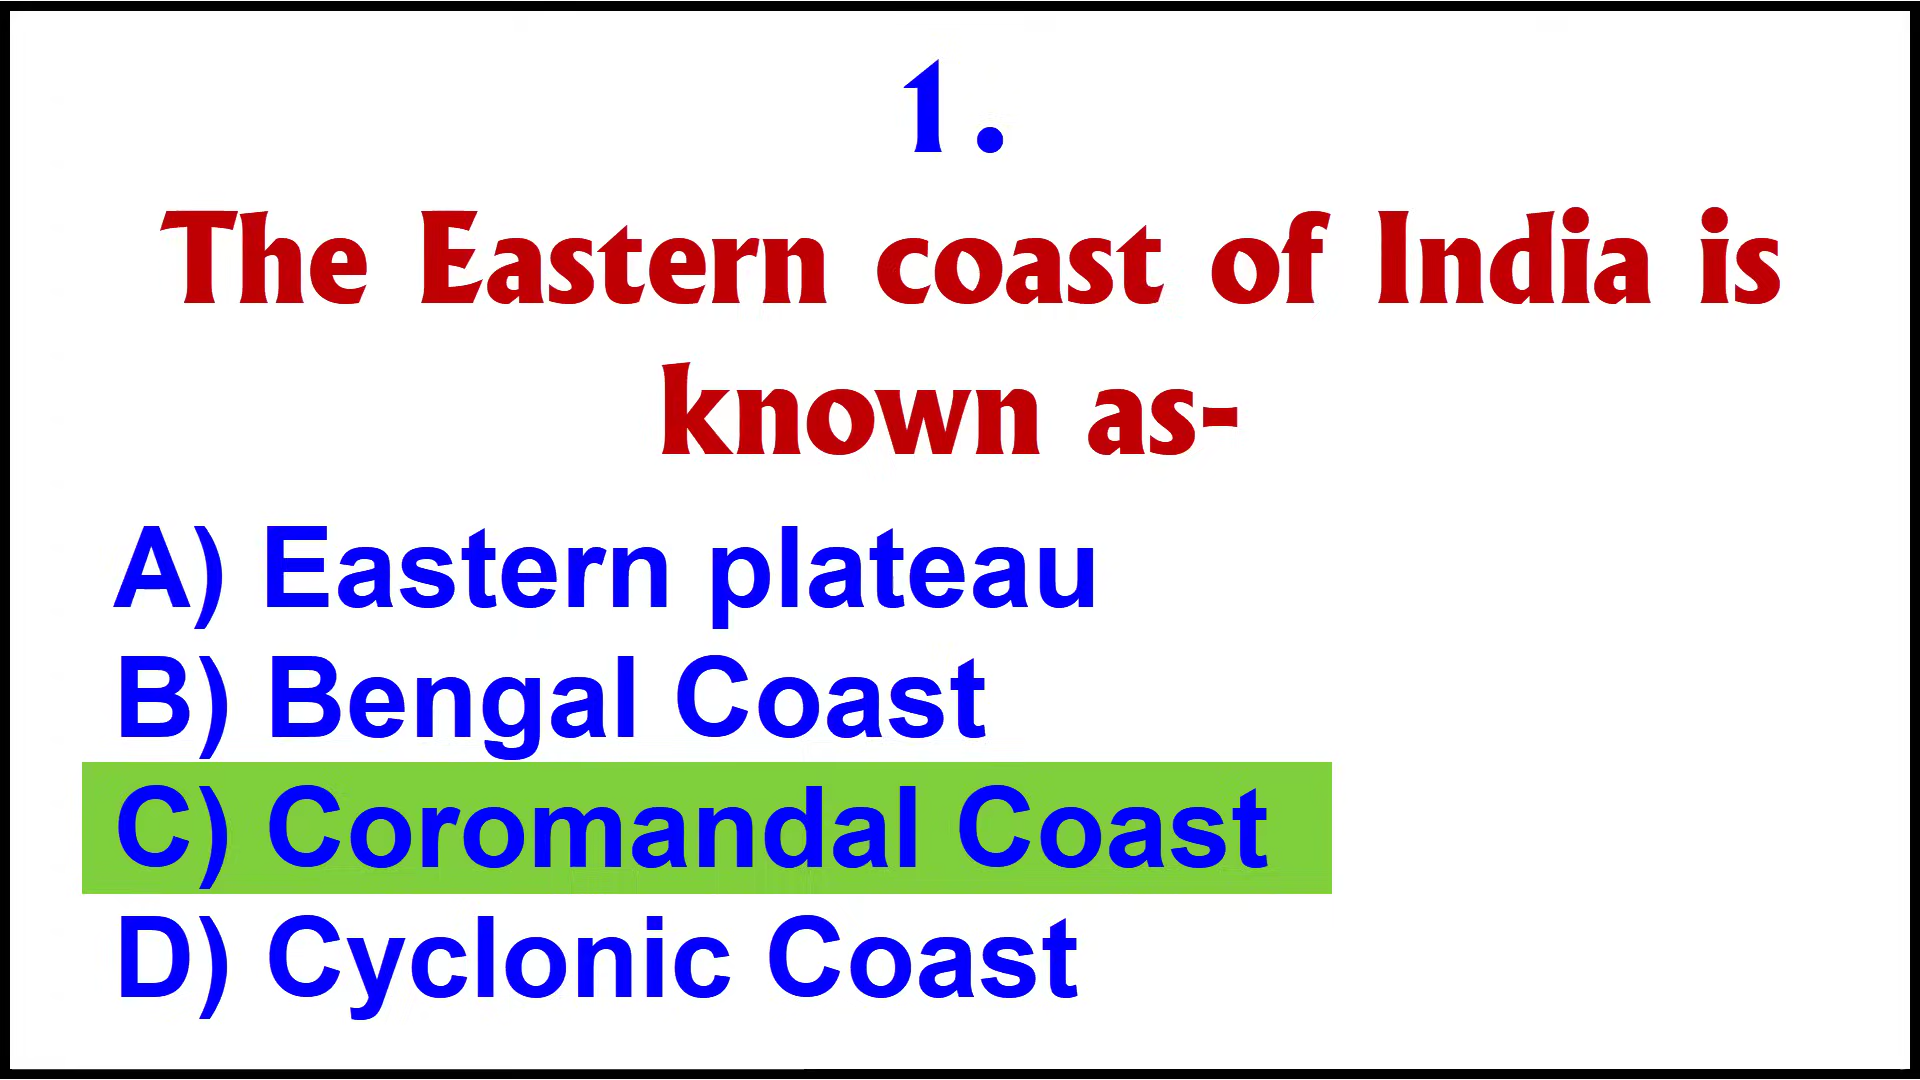 1.
The Eastern coast of India is
known as-
A) Eastern plateau
B) Bengal Coast
C) Coromandal Coast
D) Cyclonic Coast